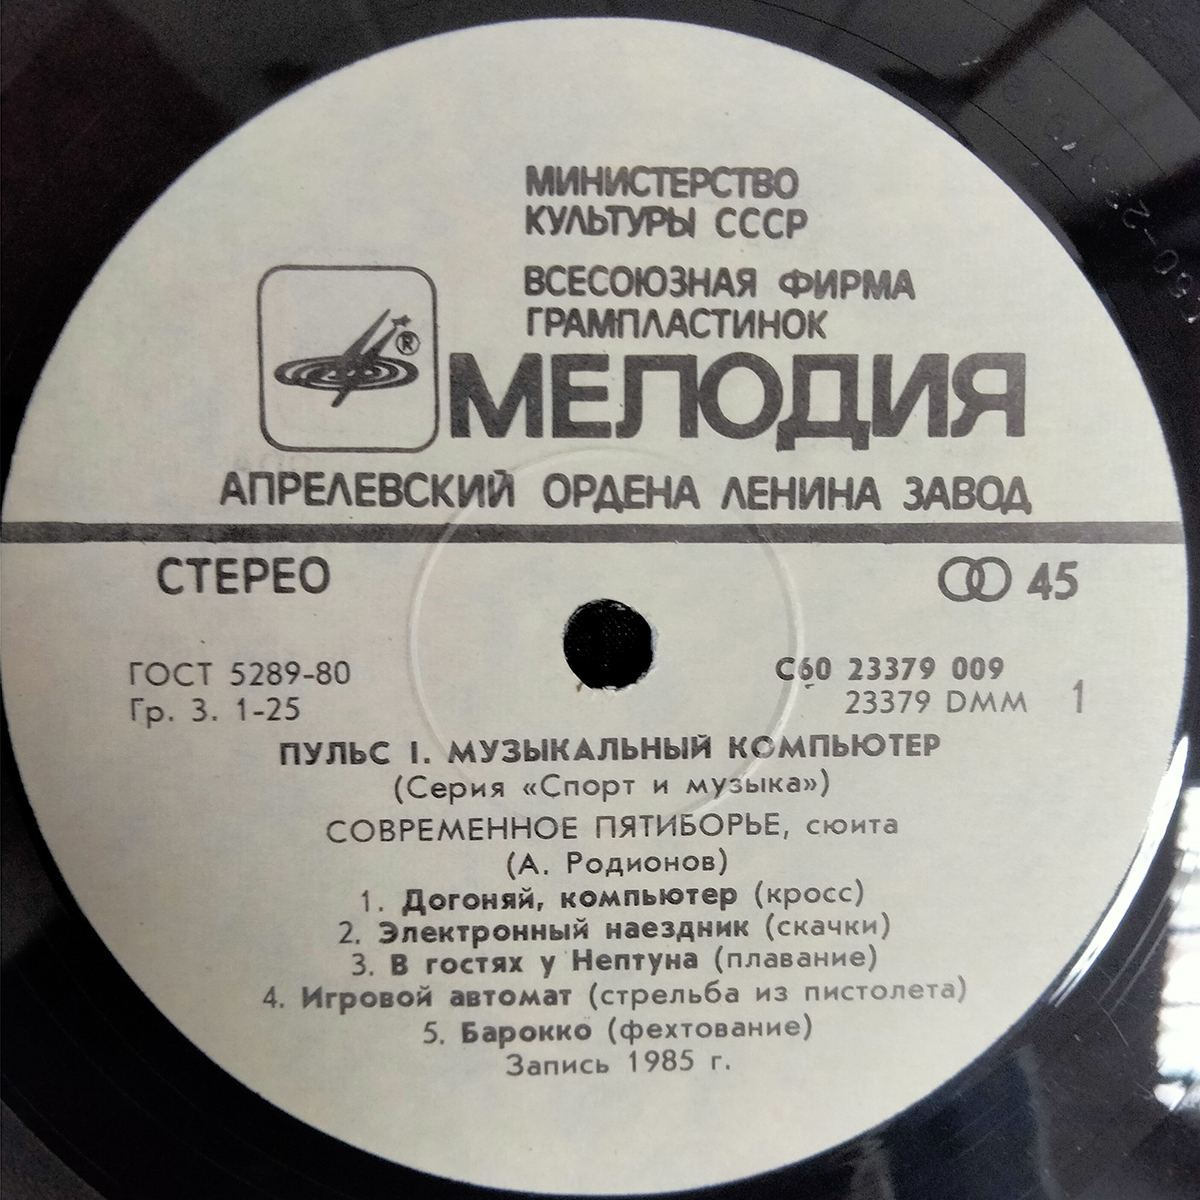 МИНИСТЕРСТВО
КУЛЬТУРЫ СССР
ВСЕСОЮЗНАЯ ФИРМА
ГРАМПЛАСТИНОК
®
МЕЛОДИЯ
АПРЕЛЕВСКИЙ ОРДЕНА ЛЕНИНА ЗАВОД
СТЕРЕО
45
ГОСТ 5289-80
Гр. 3. 1-25
С60 23379 009
23379 DMM 1
ПУЛЬС I. МУЗЫКАЛЬНЫЙ КОМПЬЮТЕР
(Серия «Спорт и музыка»)
СОВРЕМЕННОЕ ПЯТИБОРЬЕ, сюита
(А. Родионов)
1. Догоняй, компьютер (кросс)
2. Электронный наездник (скачки)
3. В гостях у Нептуна (плавание)
4. Игровой автомат (стрельба из пистолета)
5. Барокко (фехтование)
Запись 1985 г.